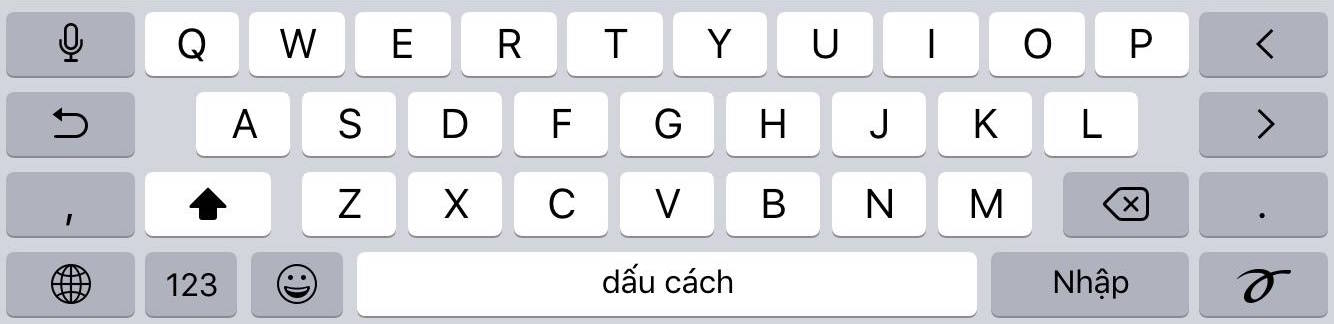 Q W E R T Y U I O P <
A S D F G H J K L >
, Z X C V B N M .
123 dấu cách Nhập